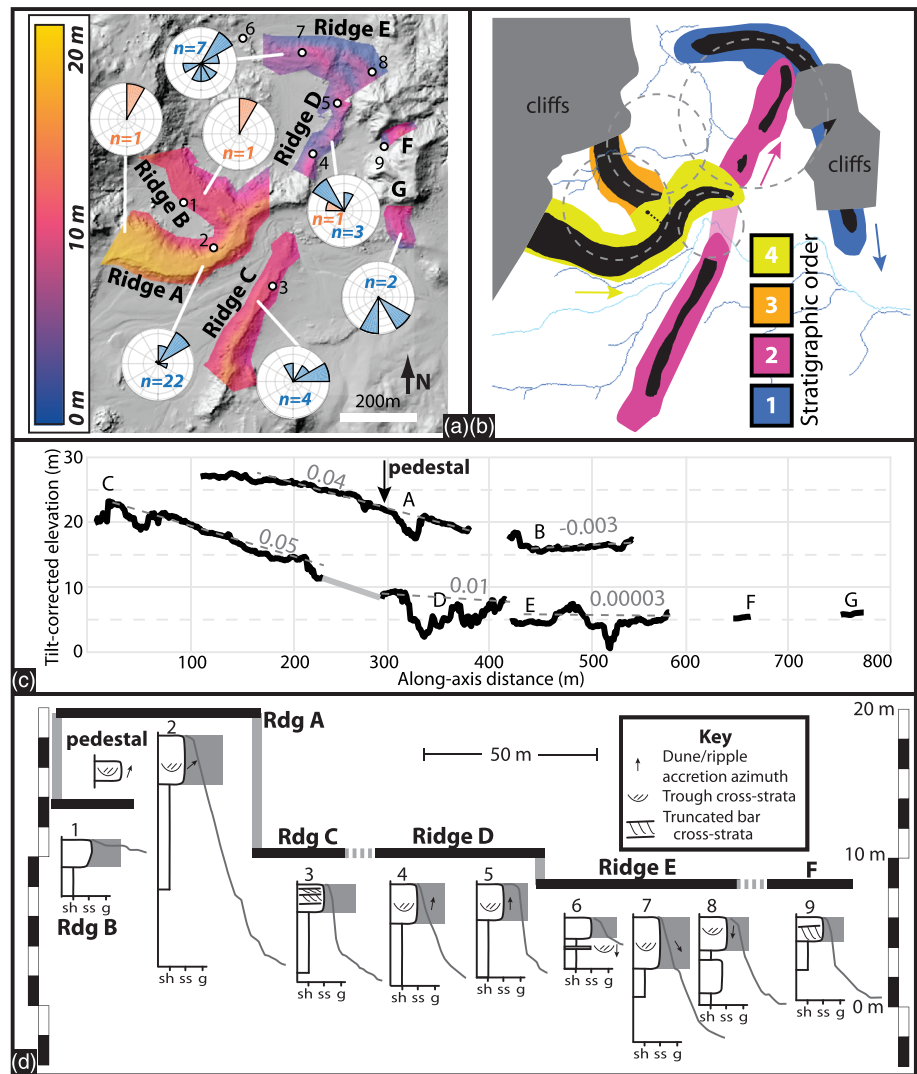 20 m
10 m
0 m
Ridge E
n=7
6
7
8
n=1
n=1
Ridge D
5
4
F
9
G
Ridge B
1
2
Ridge A
Ridge C
3
n=1
n=3
n=2
n=22
n=4
N
200m
(a)
(b)
cliffs
cliffs
4
3
2
1
Stratigraphic order
(c)
Tilt-corrected elevation (m)
30
20
10
0
C
0.04
pedestal
A
0.05
B
-0.003
0.01
D
E
0.00003
F
G
100
200
300
400
500
600
700
800
Along-axis distance (m)
(d)
Rdg A
pedestal
2
1
sh ss g
Rdg B
sh ss g
50 m
Key
Dune/ripple
accretion azimuth
Trough cross-strata
Truncated bar
cross-strata
20 m
10 m
0 m
Rdg C
Ridge D
Ridge E
F
3
sh ss g
4
sh ss g
5
sh ss g
6
sh ss g
7
sh ss g
8
sh ss g
9
sh ss g